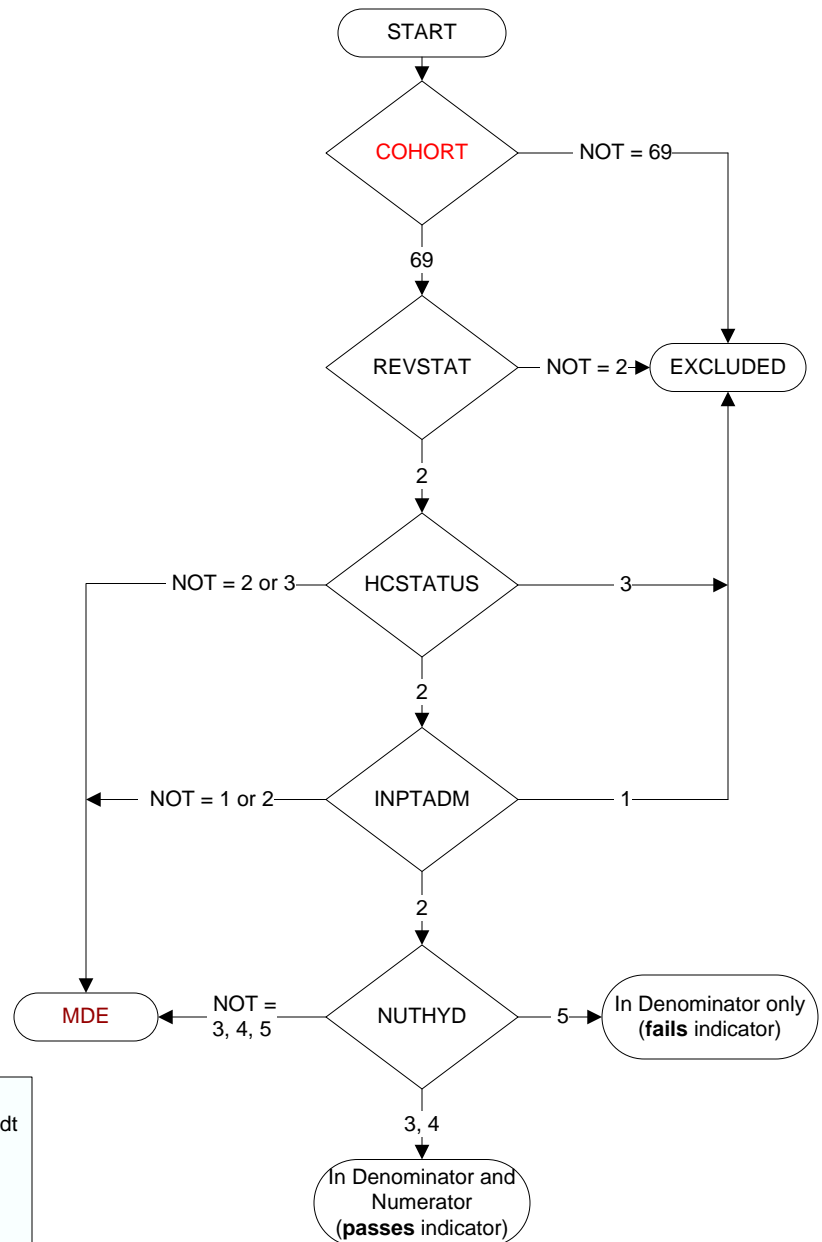 START
COHORT
NOT = 69
69
REVSTAT
NOT = 2
EXCLUDED
2
NOT = 2 or 3
HCSTATUS
3
2
NOT = 1 or 2
INPTADM
1
2
MDE
NOT =
3, 4, 5
NUTHYD
5
In Denominator only
(fails indicator)
dt
3, 4
In Denominator and
Numerator
(passes indicator)